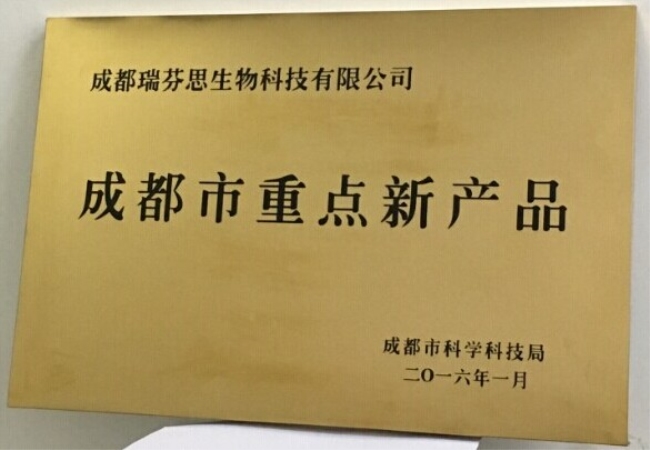 成都瑞芬思生物科技有限公司
成都市重点新产品
成都市科学科技局
二〇一六年一月